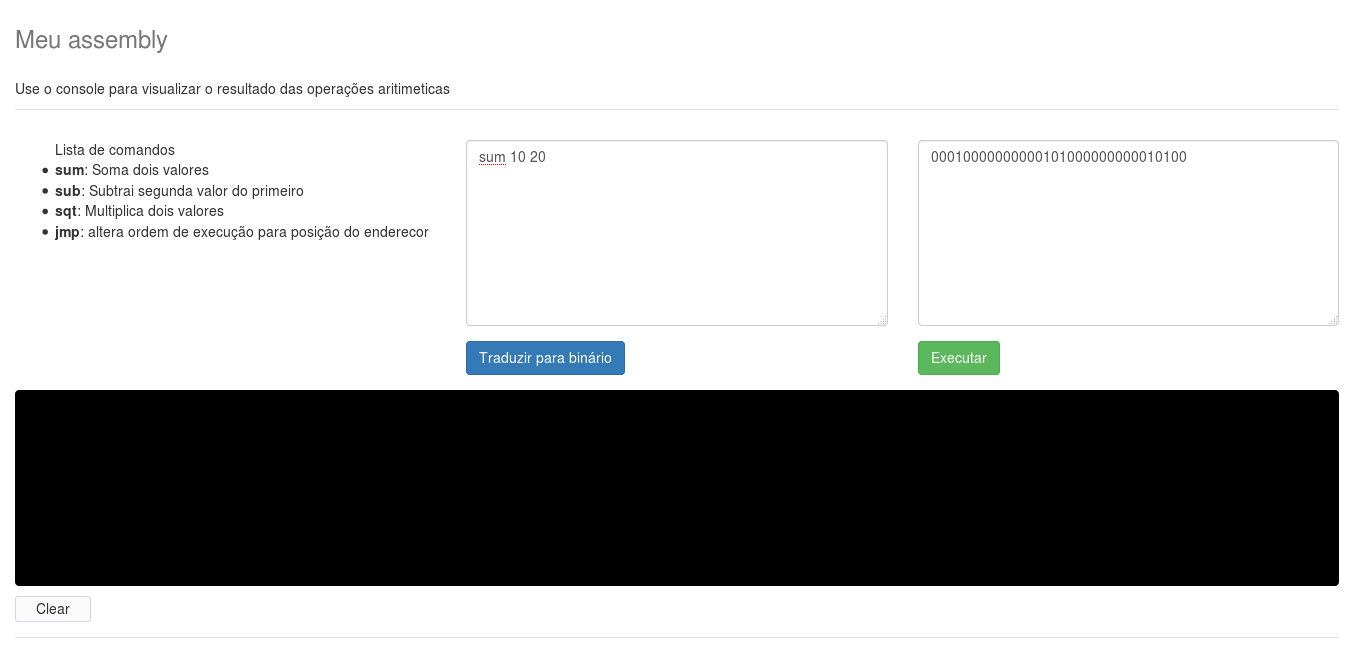 Meu assembly
Use o console para visualizar o resultado das operações aritimeticas
Lista de comandos
sum: Soma dois valores
sub: Subtrai segunda valor do primeiro
sqt: Multiplica dois valores
jmp: altera ordem de execução para posição do enderecor
sum 10 20
00010000000000101000000000010100
Traduzir para binário
Executar
Clear